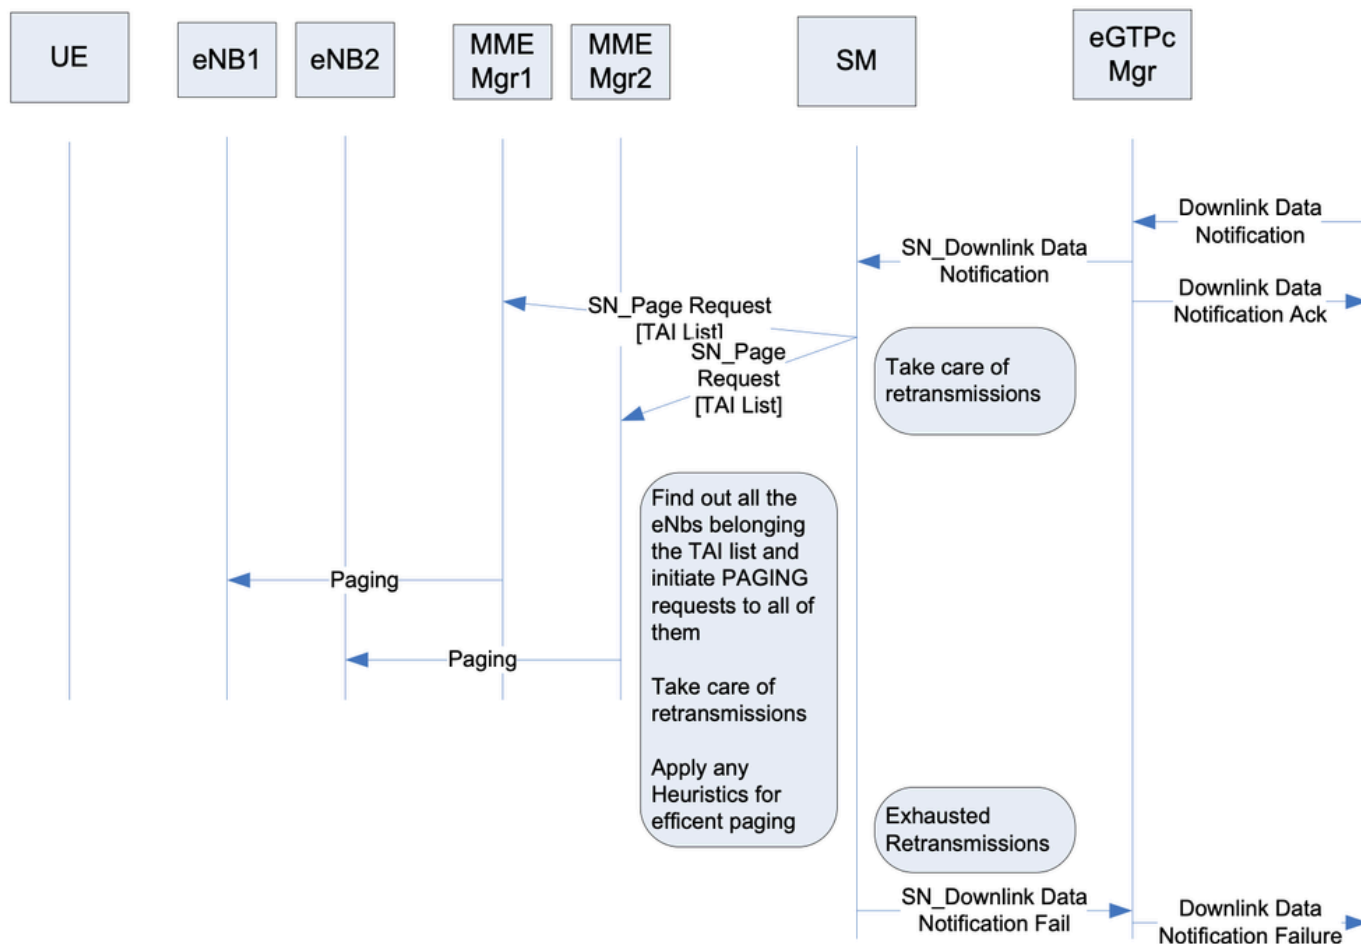 UE
eNB1
eNB2
MME
Mgr1
MME
Mgr2
SM
eGTPc
Mgr
Downlink Data
Notification
SN_Downlink Data
Notification
Downlink Data
Notification Ack
SN_Page Request
[TAI List]
SN_Page
Request
[TAI List]
Take care of
retransmissions
Find out all the
eNbs belonging
the TAI list and
initiate PAGING
requests to all of
them
Take care of
retransmissions
Apply any
Heuristics for
efficent paging
Paging
Paging
Exhausted
Retransmissions
SN_Downlink Data
Notification Fail
Downlink Data
Notification Failure